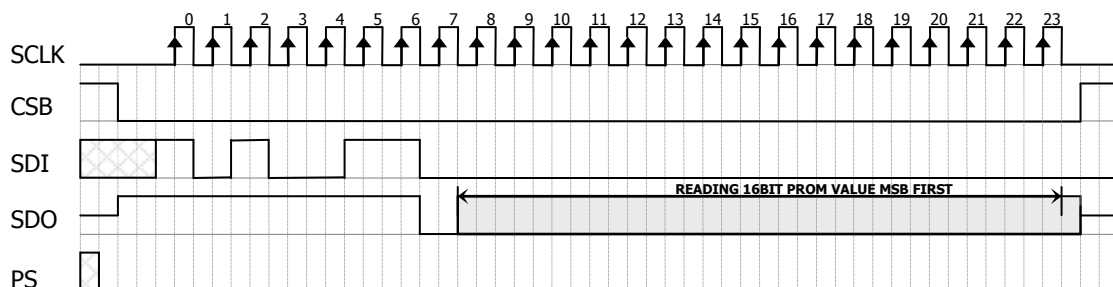 0 1 2 3 4 5 6 7 8 9 10 11 12 13 14 15 16 17 18 19 20 21 22 23
SCLK
CSB
SDI
READING 16BIT PROM VALUE MSB FIRST
SDO
PS